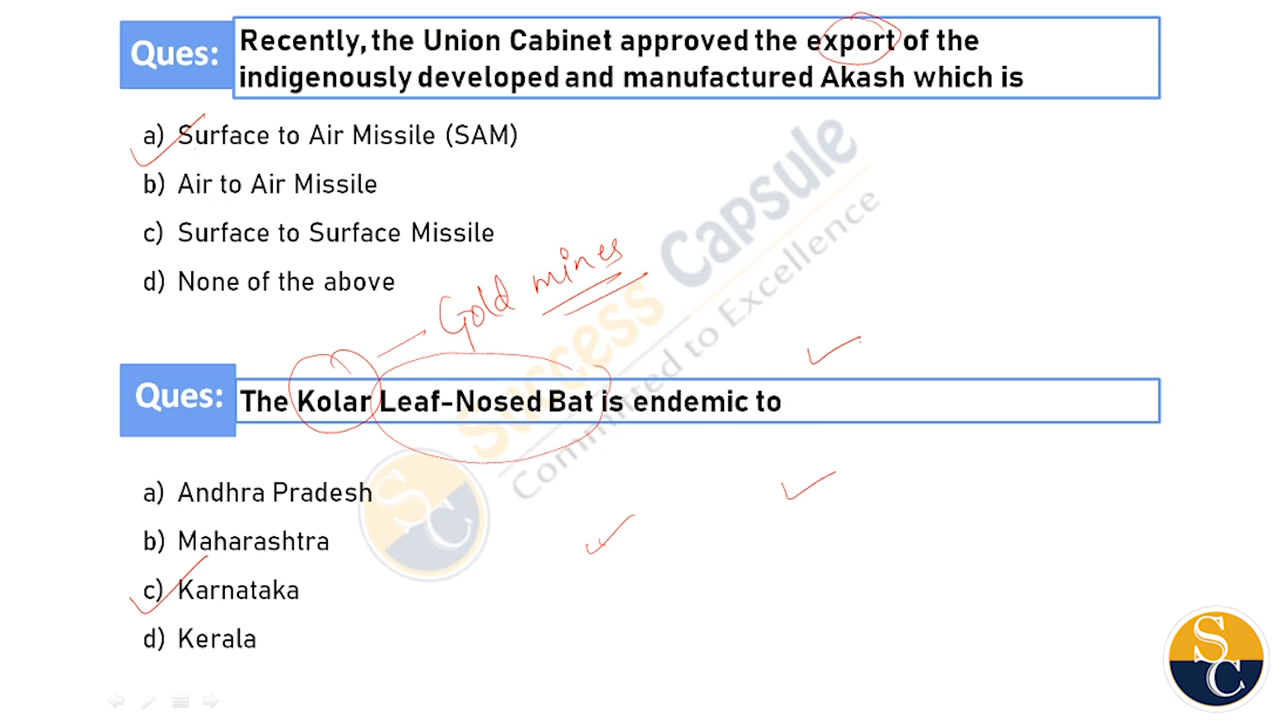 Ques:
Recently, the Union Cabinet approved the export of the
indigenously developed and manufactured Akash which is
a) Surface to Air Missile (SAM)
b) Air to Air Missile
c) Surface to Surface Missile
d) None of the above
Gold mines
Ques:
The Kolar Leaf-Nosed Bat is endemic to
a) Andhra Pradesh
b) Maharashtra
c) Karnataka
d) Kerala
Success Capsule
Committed to Excellence
SC
SC